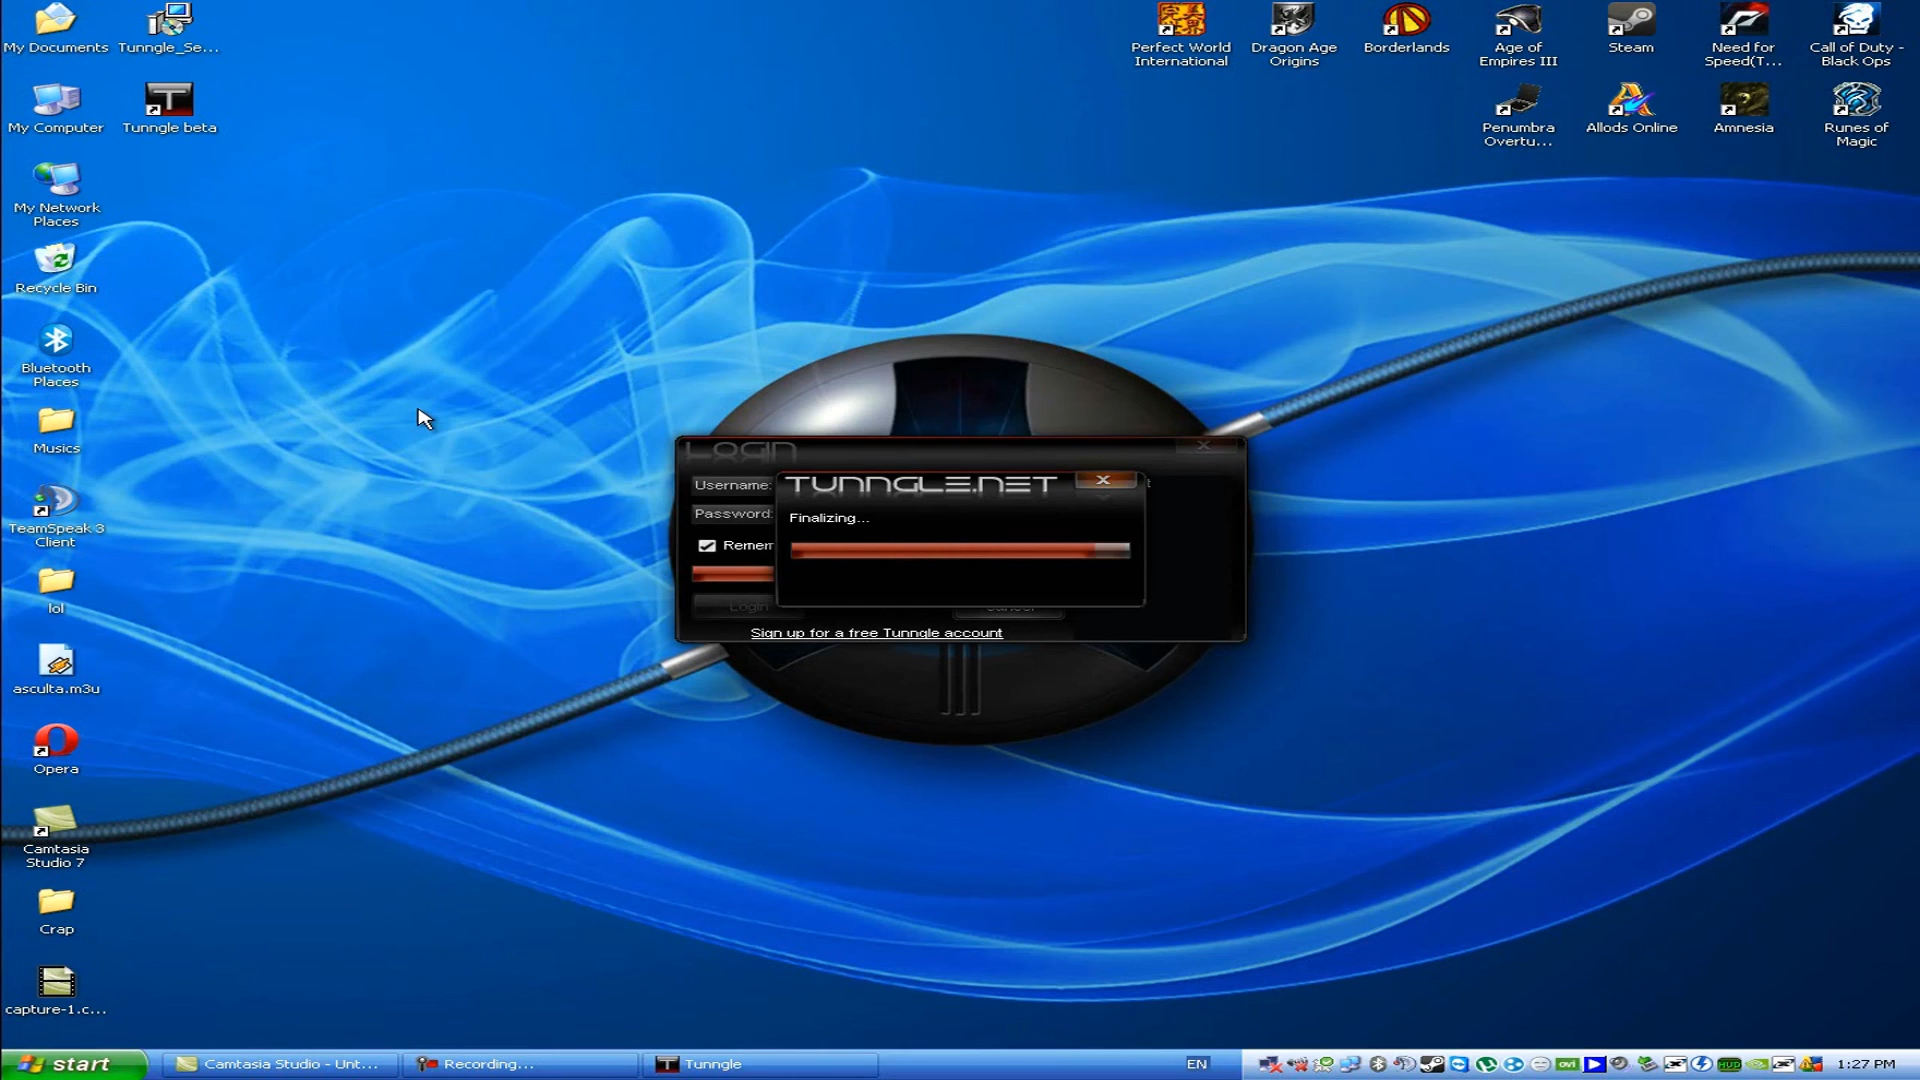 My Documents
Tunngle_Se...
My Computer
Tunngle beta
My Network
Places
Recycle Bin
Bluetooth
Places
Musics
TeamSpeak 3
Client
lol
asculta.m3u
Opera
Camtasia
Studio 7
Crap
capture-1.c...
Perfect World
International
Dragon Age
Origins
Borderlands
Age of
Empires III
Steam
Need for
Speed(T...
Call of Duty -
Black Ops
Penumbra
Overtu...
Allods Online
Amnesia
Runes of
Magic
LOGIN
Username:
Password:
Remem
Login
Cancel
Sign up for a free Tunngle account
TUNNGLE.NET
X
Finalizing...
start
Camtasia Studio - Unt...
Recording...
Tunngle
EN
1:27 PM